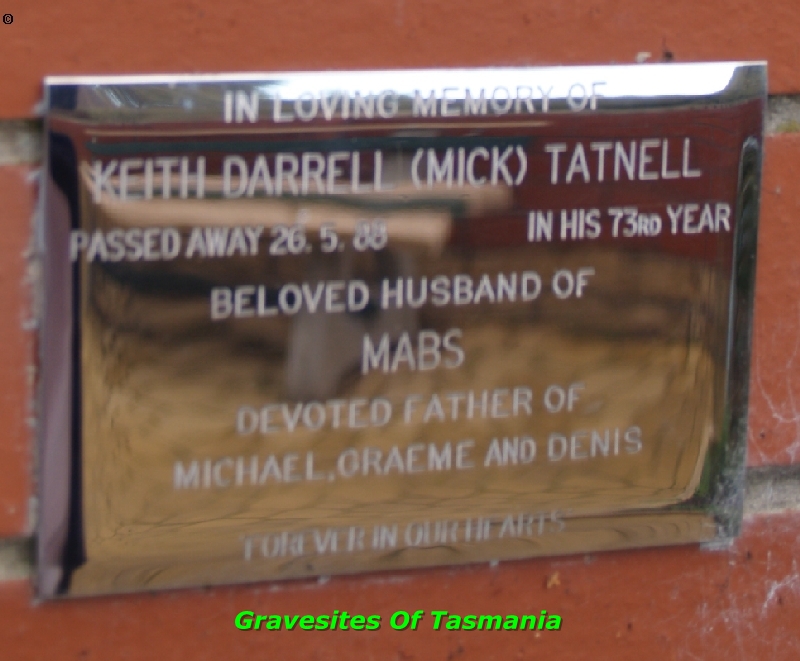 ©
IN LOVING MEMORY OF
KEITH DARRELL (MICK) TATNELL
PASSED AWAY 26. 5. 88 IN HIS 73RD YEAR
BELOVED HUSBAND OF
MABS
DEVOTED FATHER OF
MICHAEL, GRAEME AND DENIS
"FOREVER IN OUR HEARTS"
Gravesites Of Tasmania